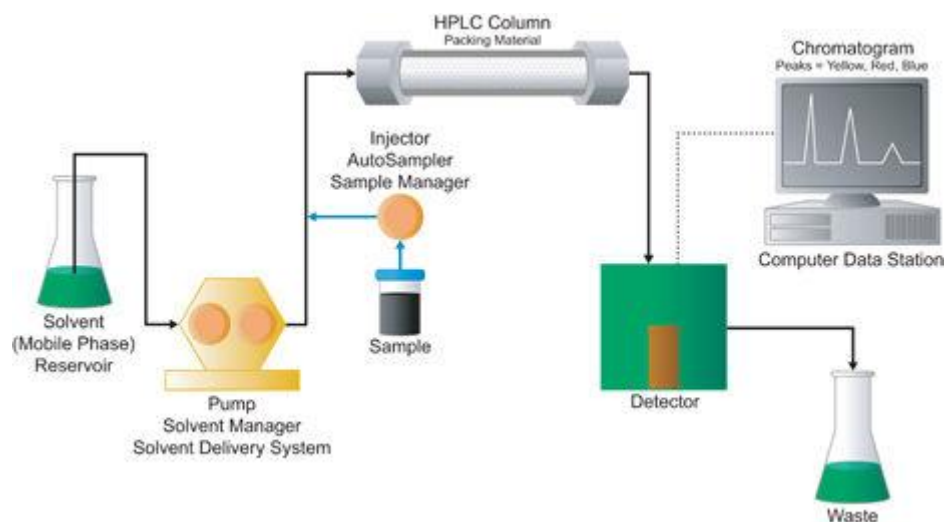 HPLC Column
Packing Material
Chromatogram
Peaks = Yellow, Red, Blue
Injector
AutoSampler
Sample Manager
Computer Data Station
Solvent
(Mobile Phase)
Reservoir
Sample
Pump
Solvent Manager
Solvent Delivery System
Detector
Waste